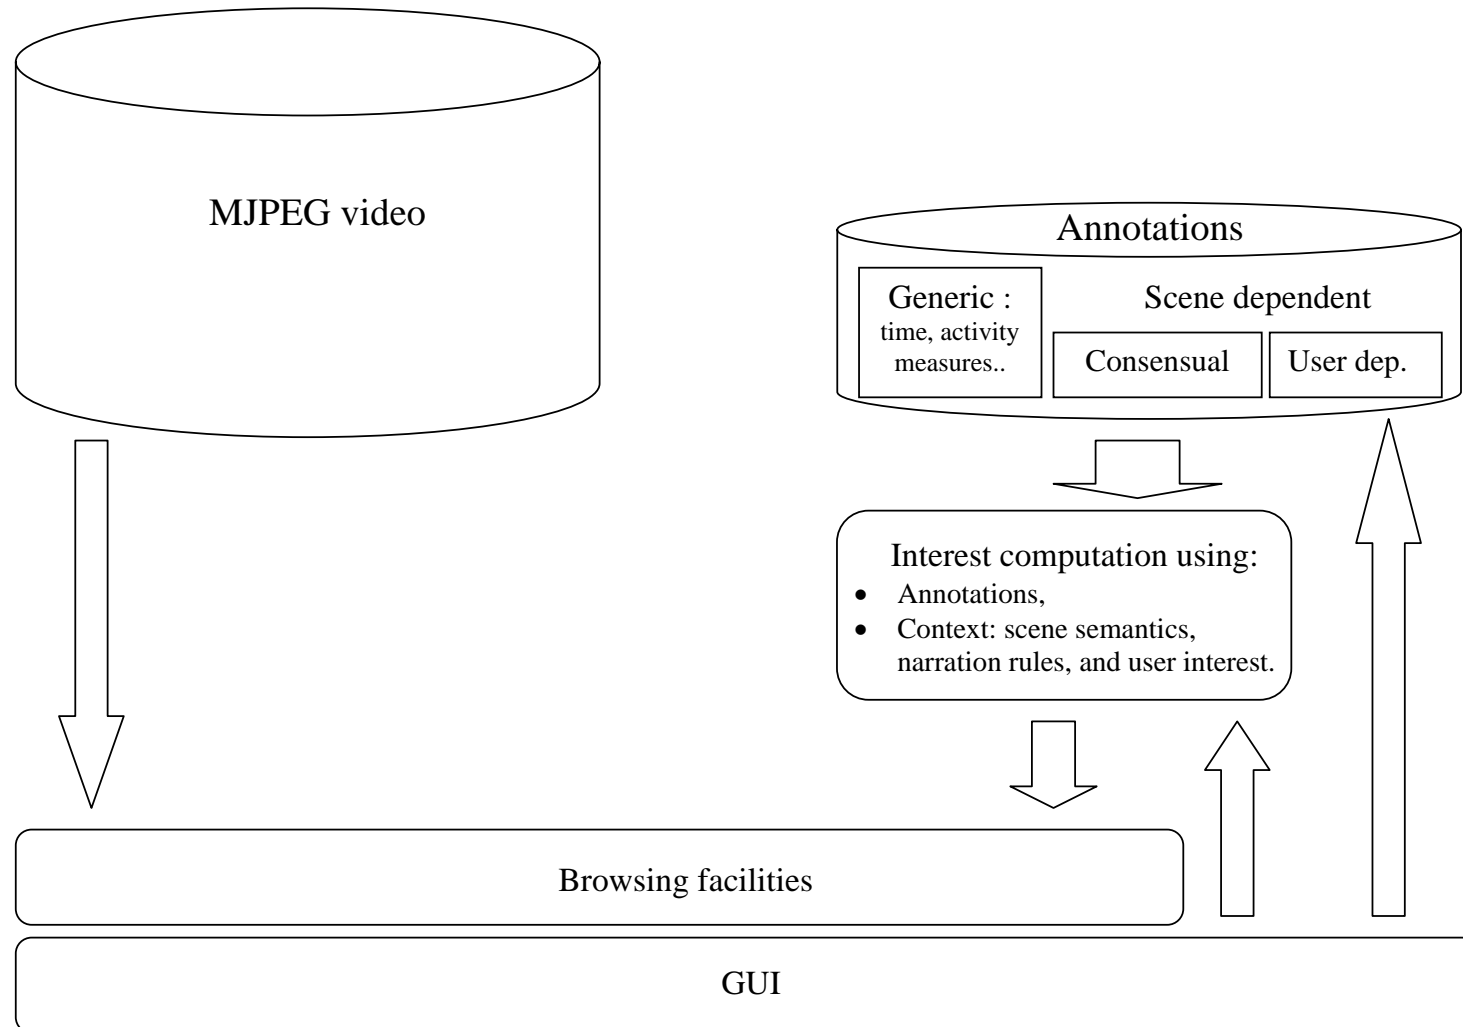 MJPEG video
Annotations
Generic :
time, activity
measures..
Scene dependent
Consensual
User dep.
Interest computation using:
• Annotations,
• Context: scene semantics,
narration rules, and user interest.
Browsing facilities
GUI